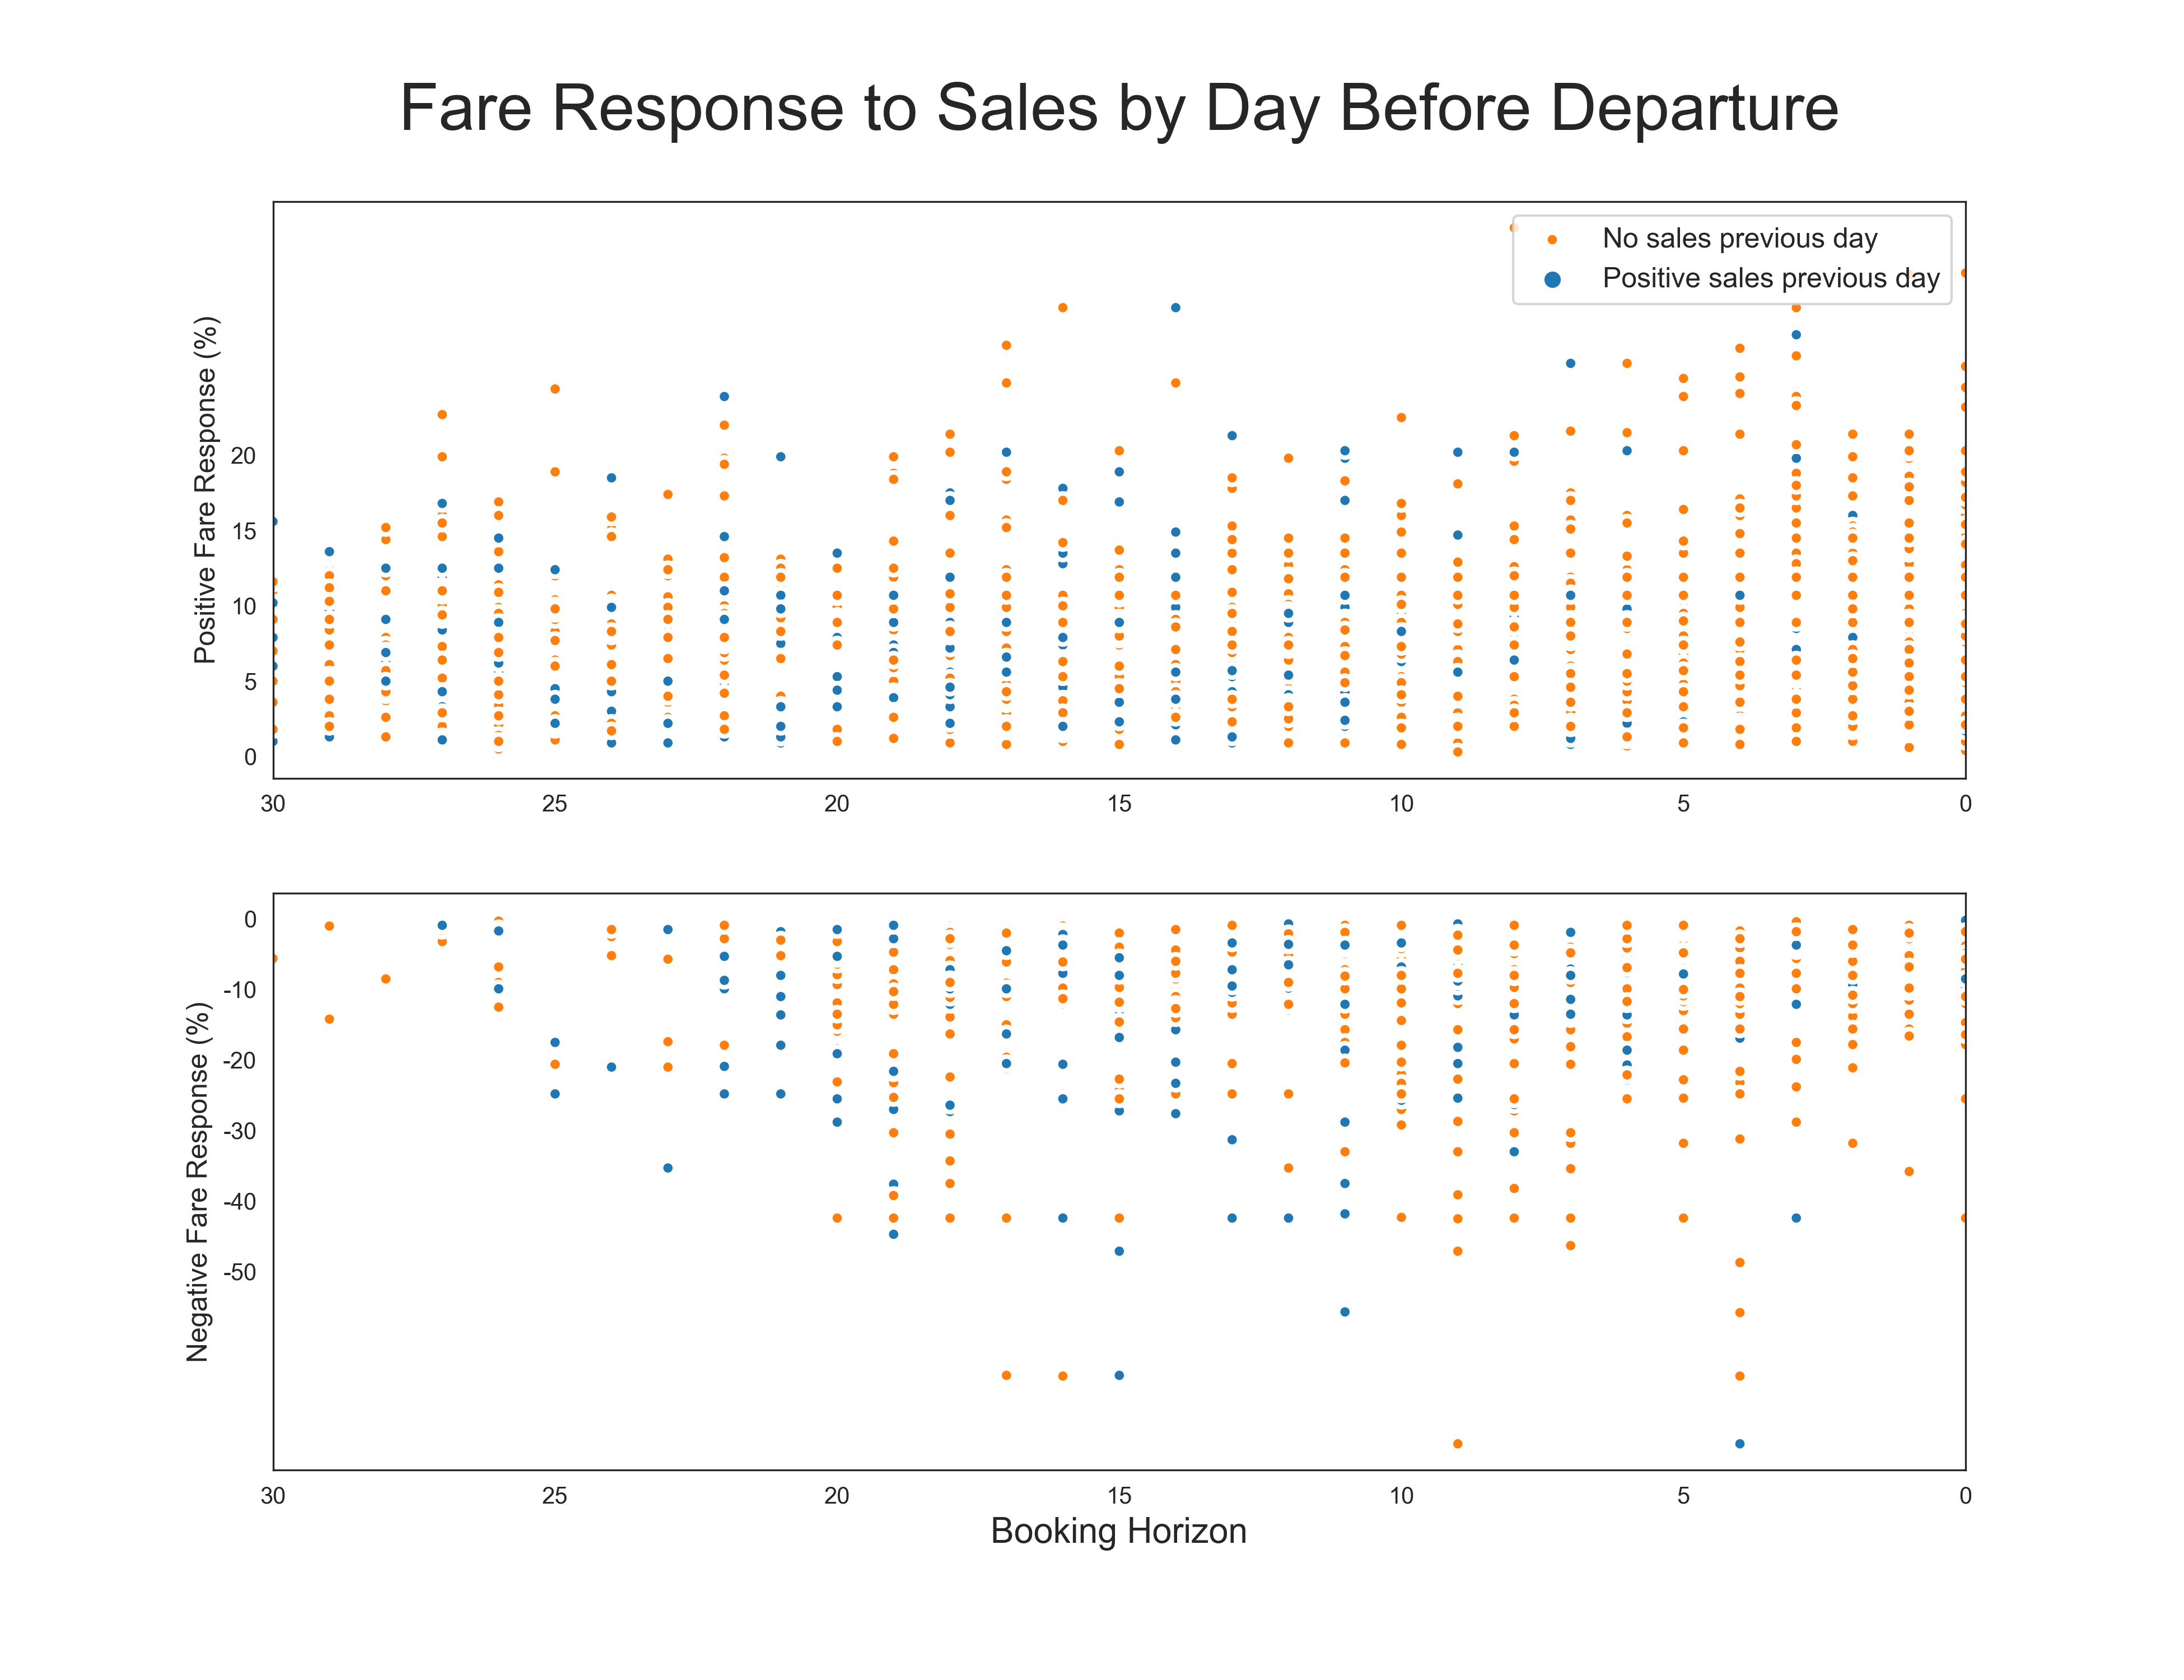 Fare Response to Sales by Day Before Departure
No sales previous day
Positive sales previous day
Positive Fare Response (%)
20
15
10
5
0
30 25 20 15 10 5 0
Negative Fare Response (%)
0
-10
-20
-30
-40
-50
30 25 20 15 10 5 0
Booking Horizon